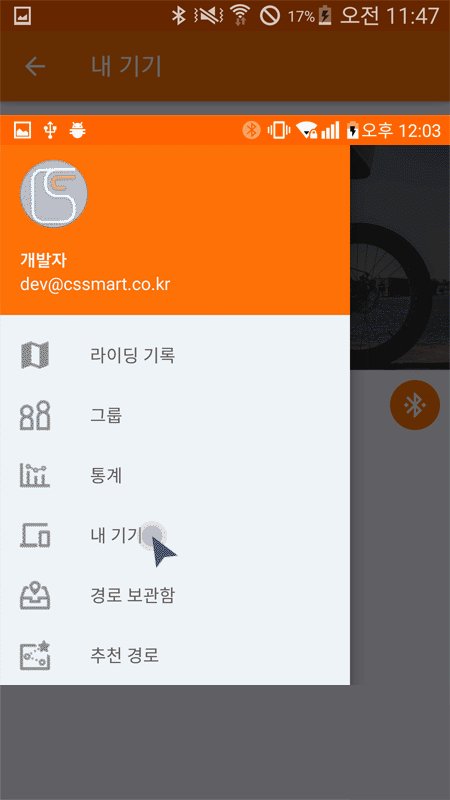 17% 오전 11:47
내 기기
오후 12:03
개발자
dev@cssmart.co.kr
라이딩 기록
그룹
통계
내 기기
경로 보관함
추천 경로